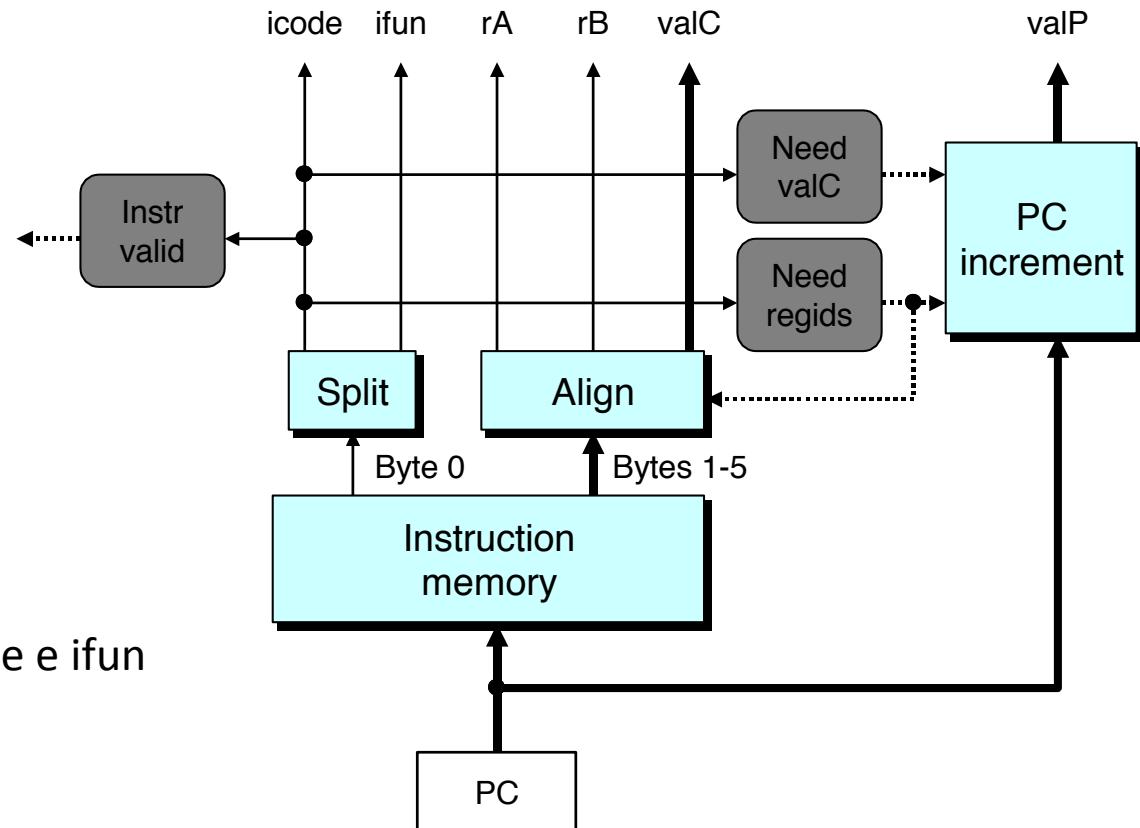 icode ifun rA rB valC valP
Need
valC
Instr
valid
PC
increment
Need
regids
Split
Align
Byte 0
Bytes 1-5
Instruction
memory
e e ifun
PC